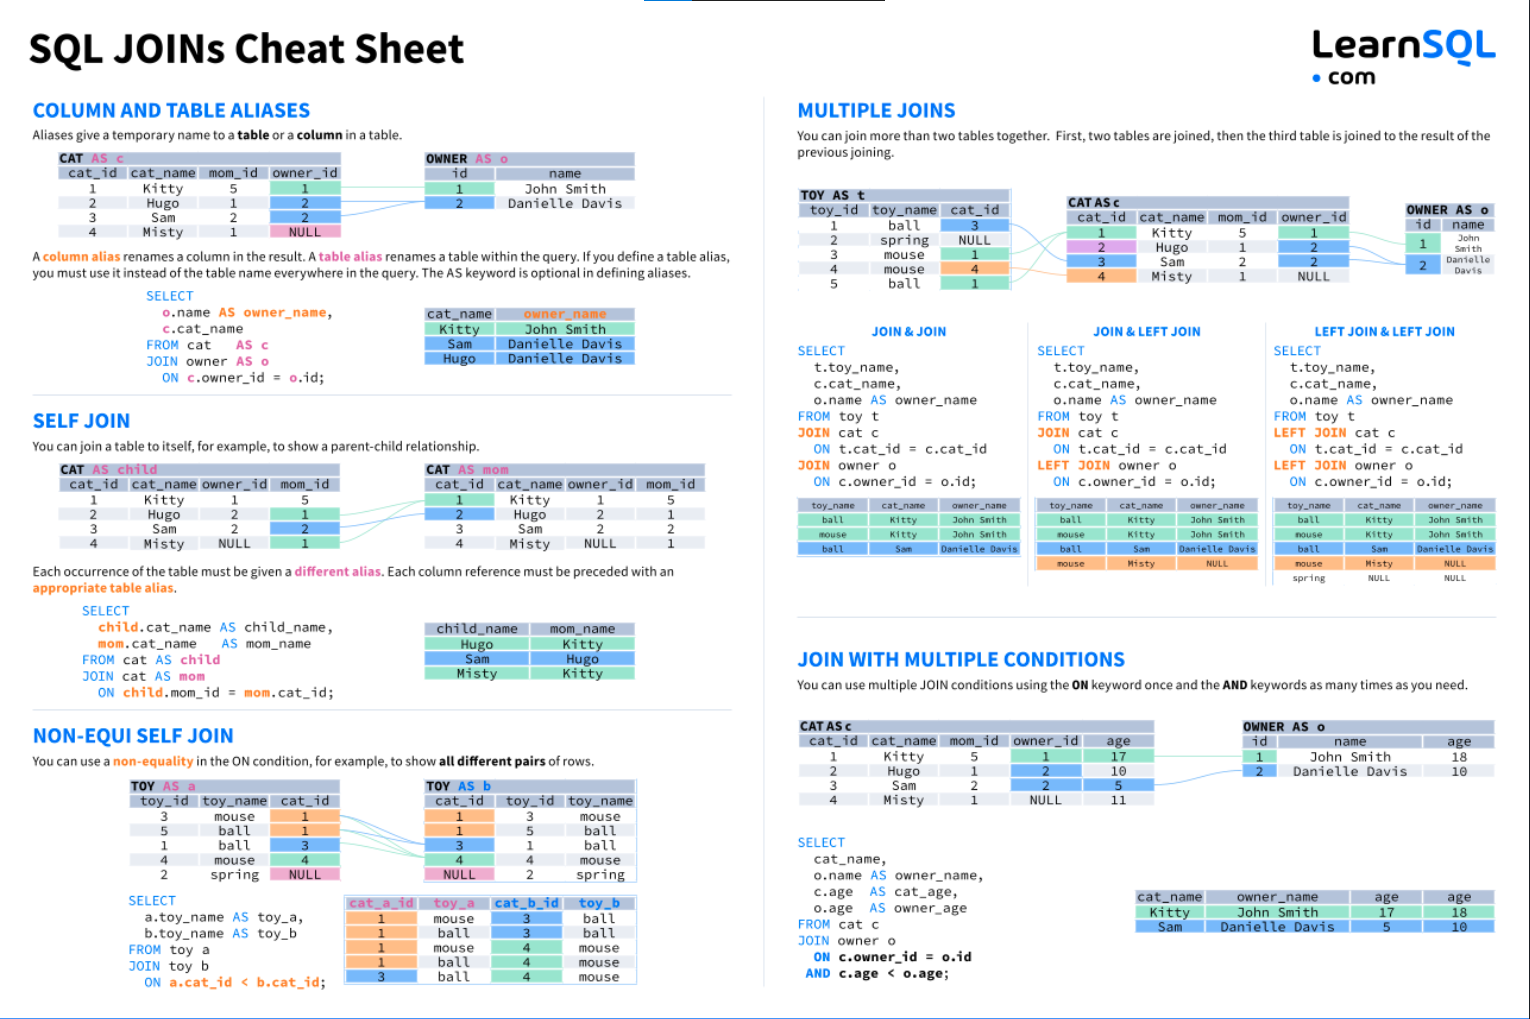 SQL JOINs Cheat Sheet
LearnSQL
• com
COLUMN AND TABLE ALIASES
Aliases give a temporary name to a table or a column in a table.
CAT AS c
cat_id cat_name mom_id owner_id
1 Kitty 5 1
2 Hugo 1 2
3 Sam 2 2
4 Misty 1 NULL
OWNER AS o
id name
1 John Smith
2 Danielle Davis
A column alias renames a column in the result. A table alias renames a table within the query. If you define a table alias,
you must use it instead of the table name everywhere in the query. The AS keyword is optional in defining aliases.
SELECT
o.name AS owner_name,
c.cat_name
FROM cat AS c
JOIN owner AS o
ON c.owner_id = o.id;
cat_name owner_name
Kitty John Smith
Sam Danielle Davis
Hugo Danielle Davis
SELF JOIN
You can join a table to itself, for example, to show a parent-child relationship.
CAT AS child
cat_id cat_name owner_id mom_id
1 Kitty 1 5
2 Hugo 2 1
3 Sam 2 2
4 Misty NULL 1
CAT AS mom
cat_id cat_name owner_id mom_id
1 Kitty 1 5
2 Hugo 2 1
3 Sam 2 2
4 Misty NULL 1
Each occurrence of the table must be given a different alias. Each column reference must be preceded with an
appropriate table alias.
SELECT
child.cat_name AS child_name,
mom.cat_name AS mom_name
FROM cat AS child
JOIN cat AS mom
ON child.mom_id = mom.cat_id;
child_name mom_name
Hugo Kitty
Sam Hugo
Misty Kitty
NON-EQUI SELF JOIN
You can use a non-equality in the ON condition, for example, to show all different pairs of rows.
TOY AS a
toy_id toy_name cat_id
3 mouse 1
5 ball 1
1 ball 3
4 mouse 4
2 spring NULL
TOY AS b
cat_id toy_id toy_name
1 3 mouse
1 5 ball
3 1 ball
4 4 mouse
NULL 2 spring
SELECT
a.toy_name AS toy_a,
b.toy_name AS toy_b
FROM toy a
JOIN toy b
ON a.cat_id < b.cat_id;
cat_a_id toy_a cat_b_id toy_b
1 mouse 3 ball
1 ball 3 ball
1 mouse 4 mouse
1 ball 4 mouse
3 ball 4 mouse
MULTIPLE JOINS
You can join more than two tables together. First, two tables are joined, then the third table is joined to the result of the
previous joining.
TOY AS t
toy_id toy_name cat_id
1 ball 3
2 spring NULL
3 mouse 1
4 mouse 4
5 ball 1
CAT AS c
cat_id cat_name mom_id owner_id
1 Kitty 5 1
2 Hugo 1 2
3 Sam 2 2
4 Misty 1 NULL
OWNER AS o
id name
1 John
Smith
2 Danielle
Davis
JOIN & JOIN
SELECT
t.toy_name,
c.cat_name,
o.name AS owner_name
FROM toy t
JOIN cat c
ON t.cat_id = c.cat_id
JOIN owner o
ON c.owner_id = o.id;
toy_name cat_name owner_name
ball Kitty John Smith
mouse Kitty John Smith
ball Sam Danielle Davis
JOIN & LEFT JOIN
SELECT
t.toy_name,
c.cat_name,
o.name AS owner_name
FROM toy t
JOIN cat c
ON t.cat_id = c.cat_id
LEFT JOIN owner o
ON c.owner_id = o.id;
toy_name cat_name owner_name
ball Kitty John Smith
mouse Kitty John Smith
ball Sam Danielle Davis
mouse Misty NULL
LEFT JOIN & LEFT JOIN
SELECT
t.toy_name,
c.cat_name,
o.name AS owner_name
FROM toy t
LEFT JOIN cat c
ON t.cat_id = c.cat_id
LEFT JOIN owner o
ON c.owner_id = o.id;
toy_name cat_name owner_name
ball Kitty John Smith
mouse Kitty John Smith
ball Sam Danielle Davis
mouse Misty NULL
spring NULL NULL
JOIN WITH MULTIPLE CONDITIONS
You can use multiple JOIN conditions using the ON keyword once and the AND keywords as many times as you need.
CAT AS c
cat_id cat_name mom_id owner_id age
1 Kitty 5 1 17
2 Hugo 1 2 10
3 Sam 2 2 5
4 Misty 1 NULL 11
OWNER AS o
id name age
1 John Smith 18
2 Danielle Davis 10
SELECT
cat_name,
o.name AS owner_name,
c.age AS cat_age,
o.age AS owner_age
FROM cat c
JOIN owner o
ON c.owner_id = o.id
AND c.age < o.age;
cat_name owner_name age age
Kitty John Smith 17 18
Sam Danielle Davis 5 10